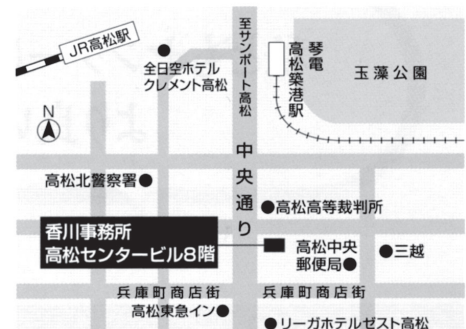 JR高松駅
全日空ホテル
クレメント高松
至サンポート高松
琴電
高松築港駅
玉藻公園
N
中央通り
高松北警察署
高松高等裁判所
香川事務所
高松センタービル8階
高松中央
郵便局
三越
兵庫町商店街
兵庫町商店街
高松東急イン
リーガホテルゼスト高松